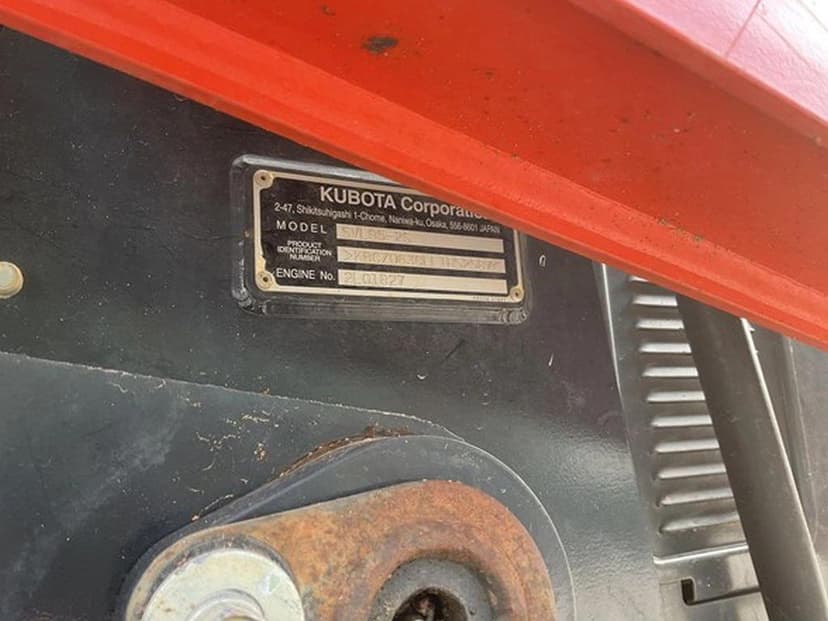 KUBOTA Corporation
2-47, Shikitsuhigashi 1-Chome, Naniwa-ku, Osaka, 556-8601 JAPAN
MODEL
PRODUCT
IDENTIFICATION
NUMBER
ENGINE No. 2L01827